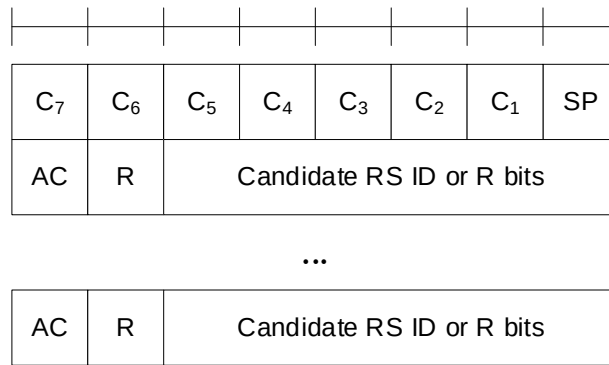 C₇ C₆ C₅ C₄ C₃ C₂ C₁ SP
AC R Candidate RS ID or R bits
...
AC R Candidate RS ID or R bits